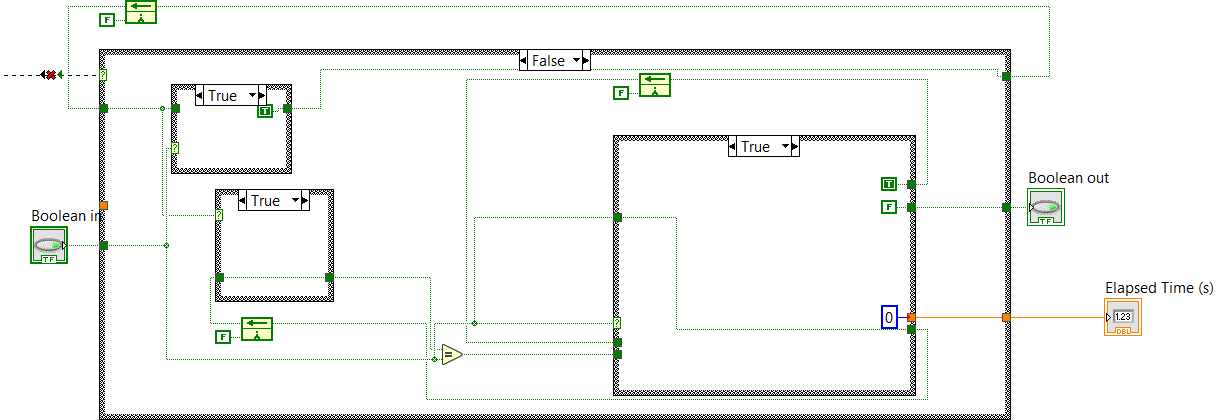 F
False
True
T
F
True
Boolean out
T
F
TF
True
Boolean in
TF
Elapsed Time (s)
0
1.23
DBL
F
=
?
?
?
?